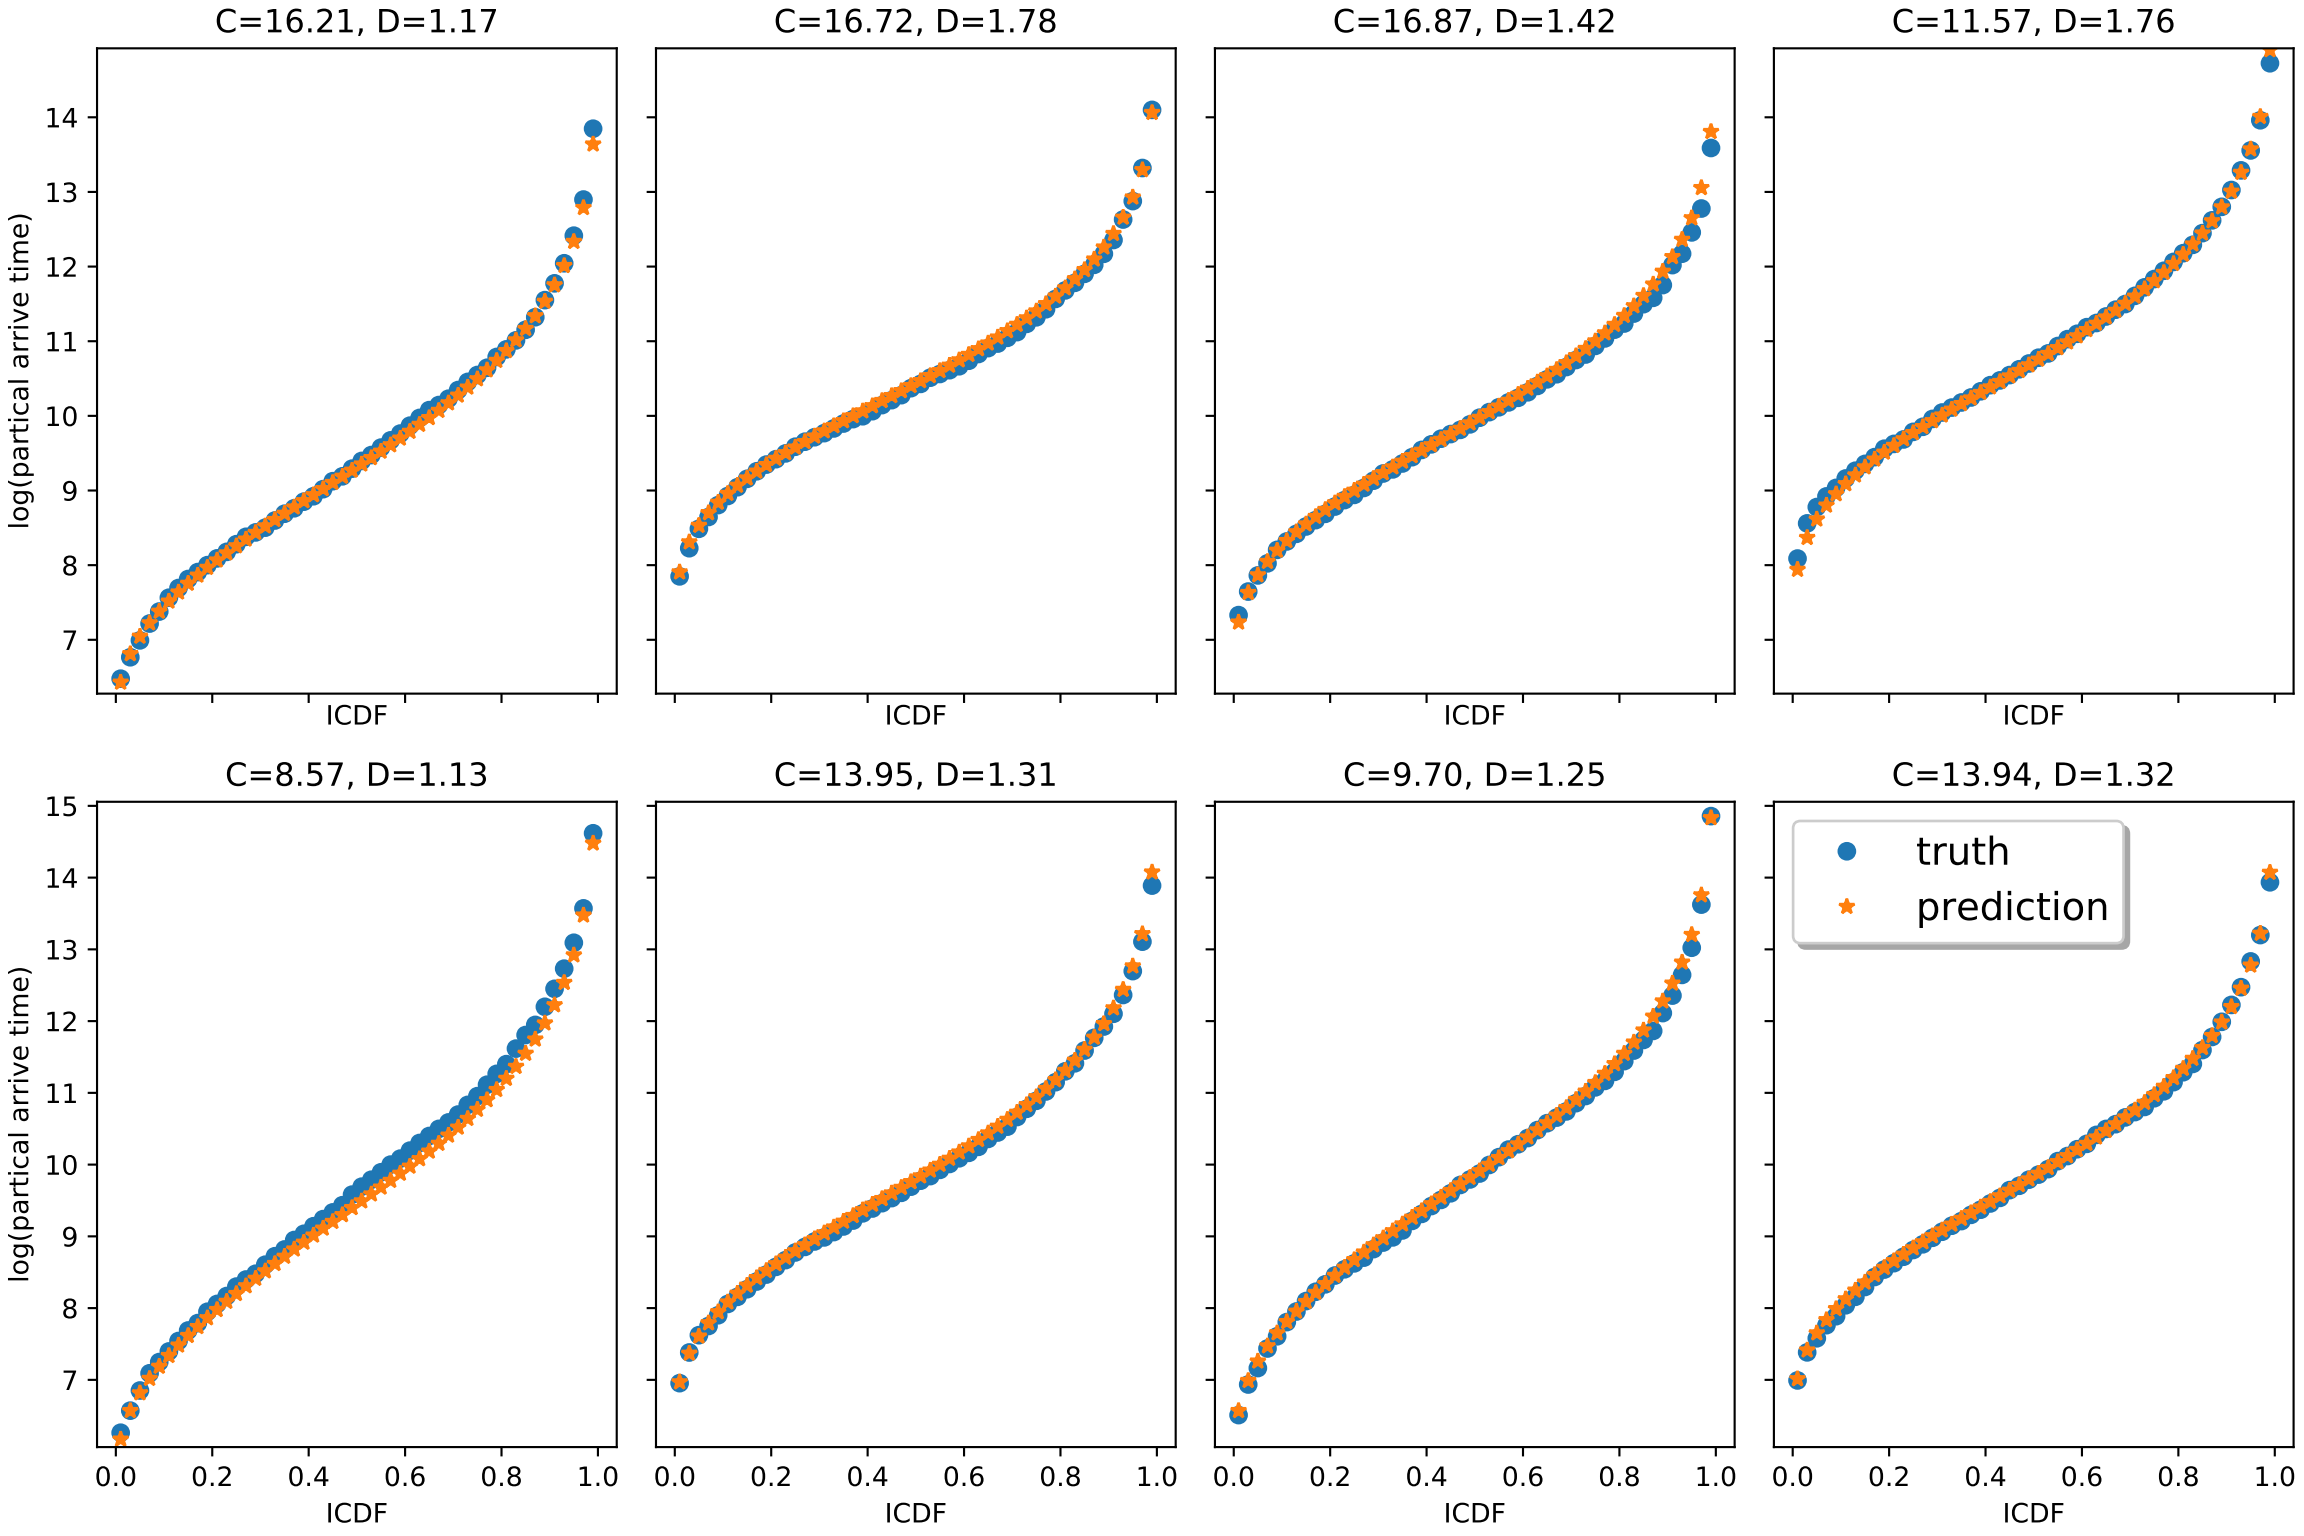 C=16.21, D=1.17
C=16.72, D=1.78
C=16.87, D=1.42
C=11.57, D=1.76
log(partical arrive time)
14
13
12
11
10
9
8
7
ICDF
ICDF
ICDF
ICDF
C=8.57, D=1.13
C=13.95, D=1.31
C=9.70, D=1.25
C=13.94, D=1.32
log(partical arrive time)
15
14
13
12
11
10
9
8
7
truth
prediction
0.0 0.2 0.4 0.6 0.8 1.0
0.0 0.2 0.4 0.6 0.8 1.0
0.0 0.2 0.4 0.6 0.8 1.0
0.0 0.2 0.4 0.6 0.8 1.0
ICDF
ICDF
ICDF
ICDF